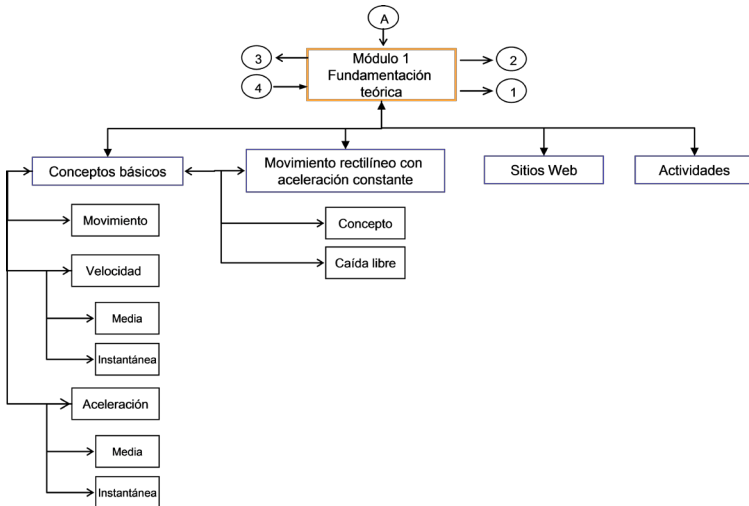 A
3
Módulo 1
Fundamentación
teórica
2
4
1
Conceptos básicos
Movimiento rectilíneo con
aceleración constante
Sitios Web
Actividades
Movimiento
Concepto
Velocidad
Caída libre
Media
Instantánea
Aceleración
Media
Instantánea